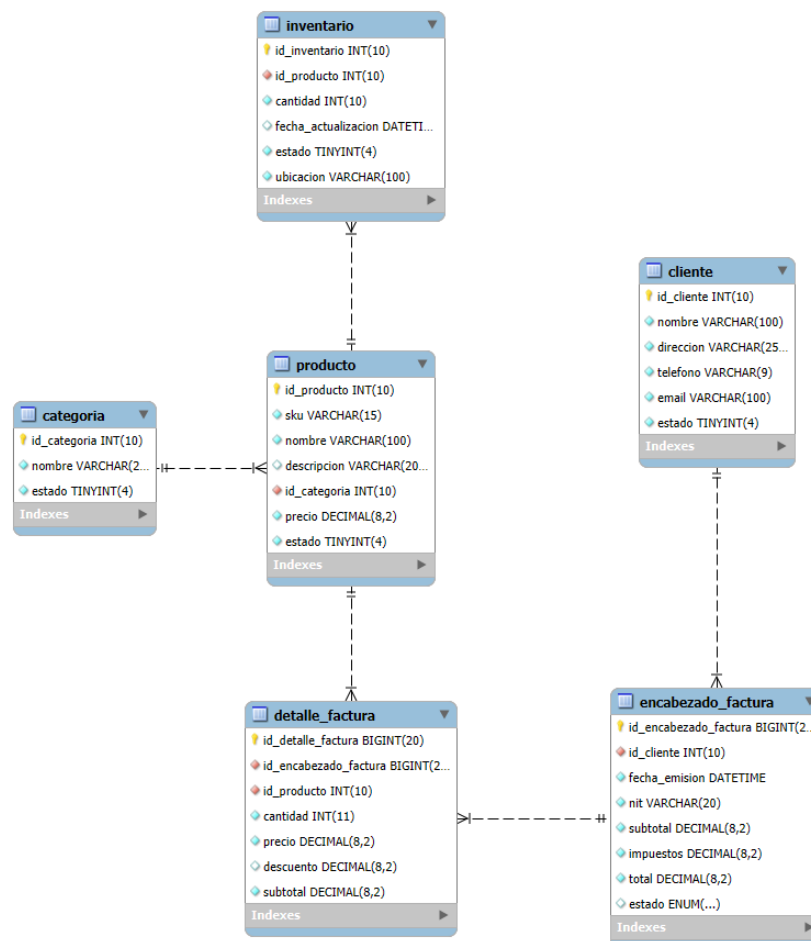 inventario
id_inventario INT(10)
id_producto INT(10)
cantidad INT(10)
fecha_actualizacion DATETI...
estado TINYINT(4)
ubicacion VARCHAR(100)
Indexes
cliente
id_cliente INT(10)
nombre VARCHAR(100)
direccion VARCHAR(25...
telefono VARCHAR(9)
email VARCHAR(100)
estado TINYINT(4)
Indexes
producto
id_producto INT(10)
sku VARCHAR(15)
nombre VARCHAR(100)
descripcion VARCHAR(20...
id_categoria INT(10)
precio DECIMAL(8,2)
estado TINYINT(4)
Indexes
categoria
id_categoria INT(10)
nombre VARCHAR(2...
estado TINYINT(4)
Indexes
detalle_factura
id_detalle_factura BIGINT(20)
id_encabezado_factura BIGINT(2...
id_producto INT(10)
cantidad INT(11)
precio DECIMAL(8,2)
descuento DECIMAL(8,2)
subtotal DECIMAL(8,2)
Indexes
encabezado_factura
id_encabezado_factura BIGINT(2...
id_cliente INT(10)
fecha_emision DATETIME
nit VARCHAR(20)
subtotal DECIMAL(8,2)
impuestos DECIMAL(8,2)
total DECIMAL(8,2)
estado ENUM(...)
Indexes